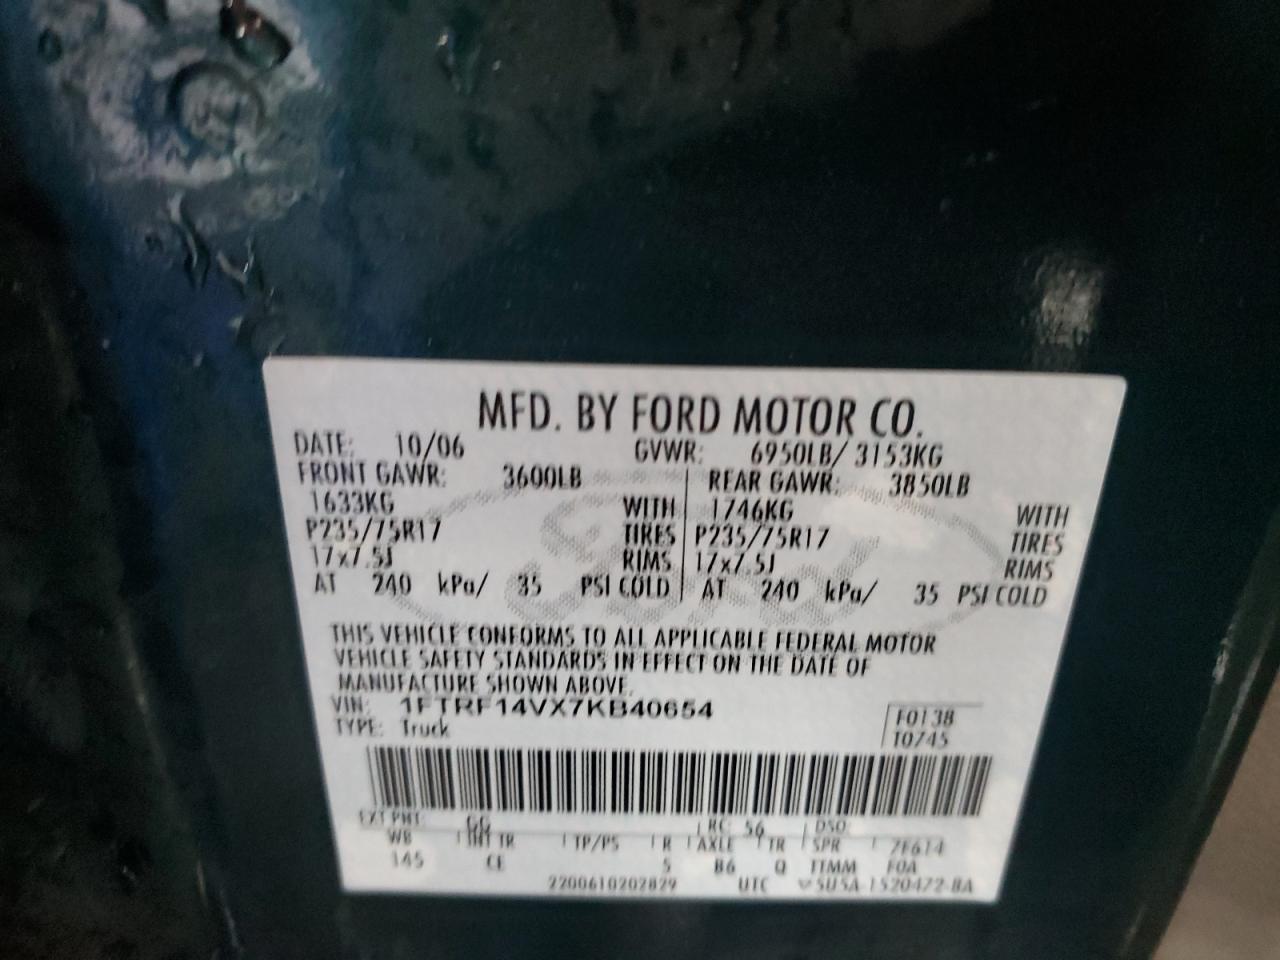 MFD. BY FORD MOTOR CO.
DATE: 10/06 GVWR: 6950LB/ 3153KG
FRONT GAWR: 3600LB REAR GAWR: 3850LB
1633KG WITH 1746KG WITH
P235/75R17 TIRES P235/75R17 TIRES
17x7.5J RIMS 17x7.5J RIMS
AT 240 kPa/ 35 PSI COLD AT 240 kPa/ 35 PSI COLD
THIS VEHICLE CONFORMS TO ALL APPLICABLE FEDERAL MOTOR
VEHICLE SAFETY STANDARDS IN EFFECT ON THE DATE OF
MANUFACTURE SHOWN ABOVE.
VIN: 1FTRF14VX7KB40654 F0138
TYPE: Truck T0745
EXT PNT: GG RC: 56 DSO:
WB INT TR TP/PS R AXLE TR SPR 7F614
145 CE 5 B6 Q TTMM FOA
2200610202829 UTC 5U5A-1520472-BA